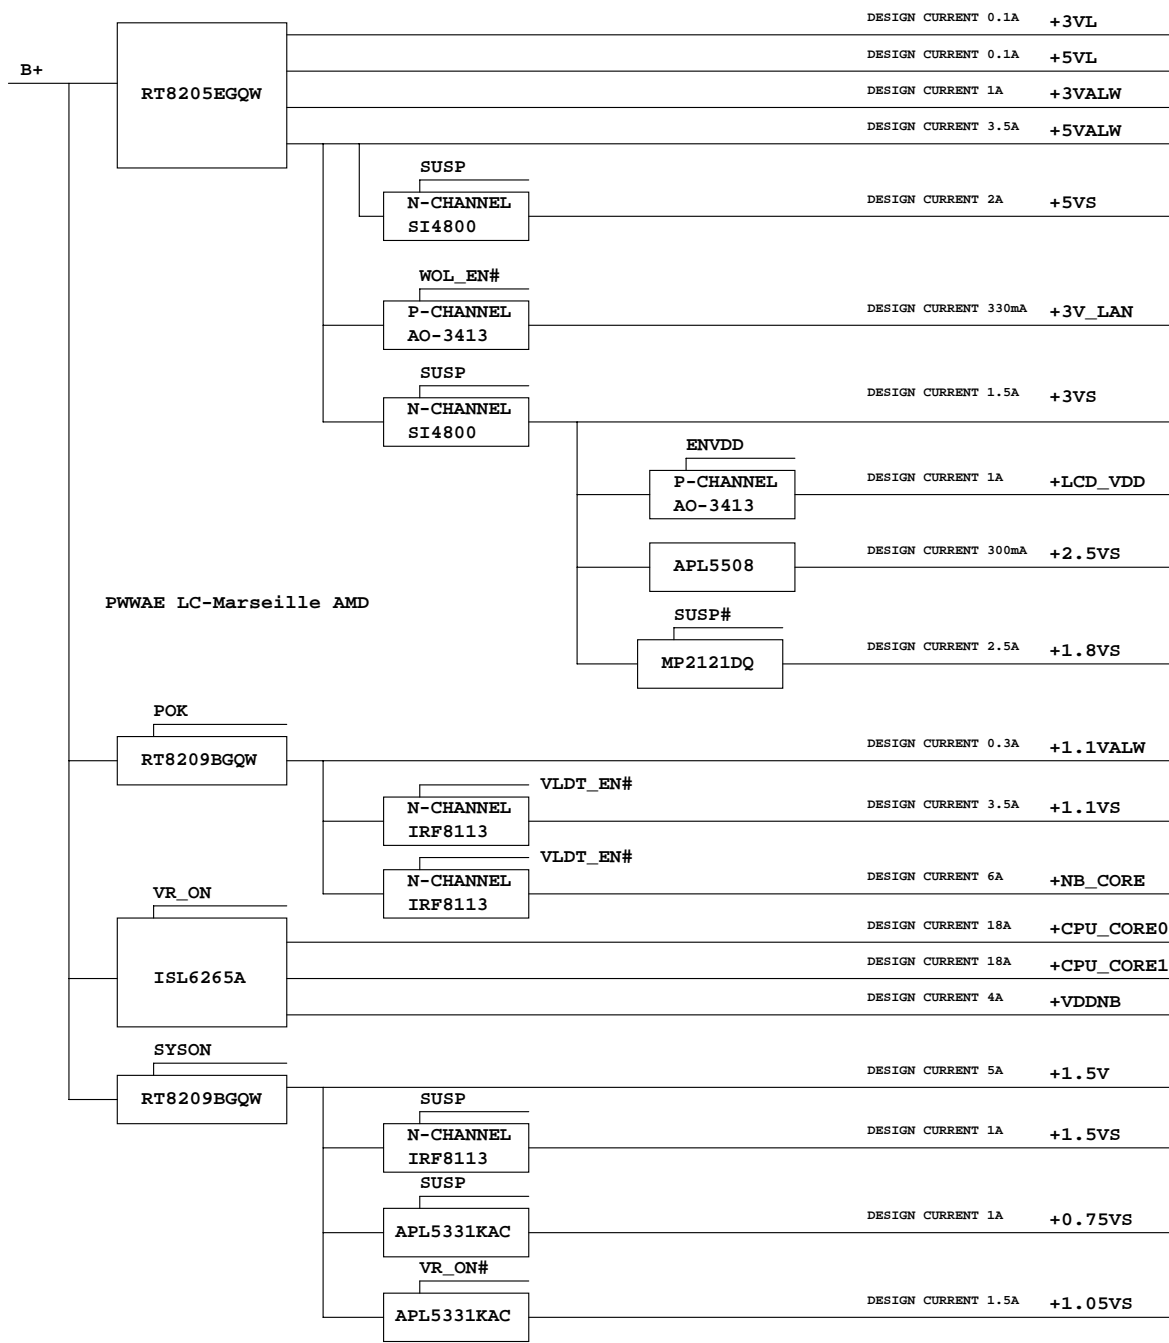 DESIGN CURRENT 0.1A +3VL
B+
DESIGN CURRENT 0.1A +5VL
RT8205EGQW
DESIGN CURRENT 1A +3VALW
DESIGN CURRENT 3.5A +5VALW
SUSP
N-CHANNEL
SI4800
DESIGN CURRENT 2A +5VS
WOL_EN#
P-CHANNEL
AO-3413
DESIGN CURRENT 330mA +3V_LAN
SUSP
N-CHANNEL
SI4800
DESIGN CURRENT 1.5A +3VS
ENVDD
P-CHANNEL
AO-3413
DESIGN CURRENT 1A +LCD_VDD
APL5508
DESIGN CURRENT 300mA +2.5VS
PWWAE LC-Marseille AMD
SUSP#
MP2121DQ
DESIGN CURRENT 2.5A +1.8VS
POK
RT8209BGQW
DESIGN CURRENT 0.3A +1.1VALW
VLDT_EN#
N-CHANNEL
IRF8113
DESIGN CURRENT 3.5A +1.1VS
VLDT_EN#
N-CHANNEL
IRF8113
DESIGN CURRENT 6A +NB_CORE
VR_ON
ISL6265A
DESIGN CURRENT 18A +CPU_CORE0
DESIGN CURRENT 18A +CPU_CORE1
DESIGN CURRENT 4A +VDDNB
SYSON
RT8209BGQW
DESIGN CURRENT 5A +1.5V
SUSP
N-CHANNEL
IRF8113
DESIGN CURRENT 1A +1.5VS
SUSP
APL5331KAC
DESIGN CURRENT 1A +0.75VS
VR_ON#
APL5331KAC
DESIGN CURRENT 1.5A +1.05VS